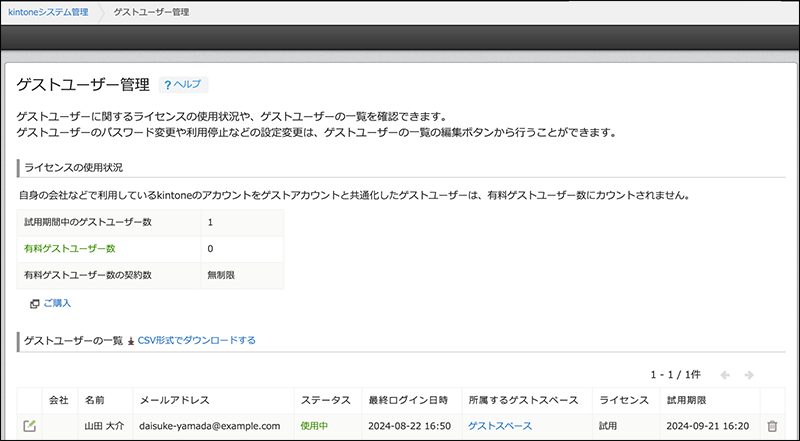 kintoneシステム管理 ゲストユーザー管理
ゲストユーザー管理 ?ヘルプ
ゲストユーザーに関するライセンスの使用状況や、ゲストユーザーの一覧を確認できます。
ゲストユーザーのパスワード変更や利用停止などの設定変更は、ゲストユーザーの一覧の編集ボタンから行うことができます。
ライセンスの使用状況
自身の会社などで利用しているkintoneのアカウントをゲストアカウントと共通化したゲストユーザーは、有料ゲストユーザー数にカウントされません。
試用期間中のゲストユーザー数 1
有料ゲストユーザー数 0
有料ゲストユーザー数の契約数 無制限
ご購入
ゲストユーザーの一覧 CSV形式でダウンロードする
1 - 1 / 1件
会社 名前 メールアドレス ステータス 最終ログイン日時 所属するゲストスペース ライセンス 試用期限
山田 大介 daisuke-yamada@example.com 使用中 2024-08-22 16:50 ゲストスペース 試用 2024-09-21 16:20